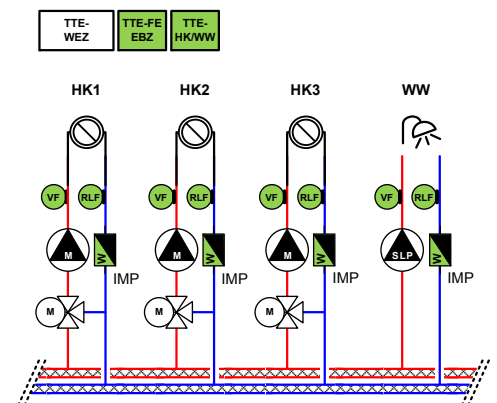 TTE-
WEZ
TTE-FE
EBZ
TTE-
HK/WW
HK1
HK2
HK3
WW
VF
RLF
VF
RLF
VF
RLF
VF
RLF
M
W
M
W
M
W
SLP
W
IMP
IMP
IMP
IMP
M
M
M